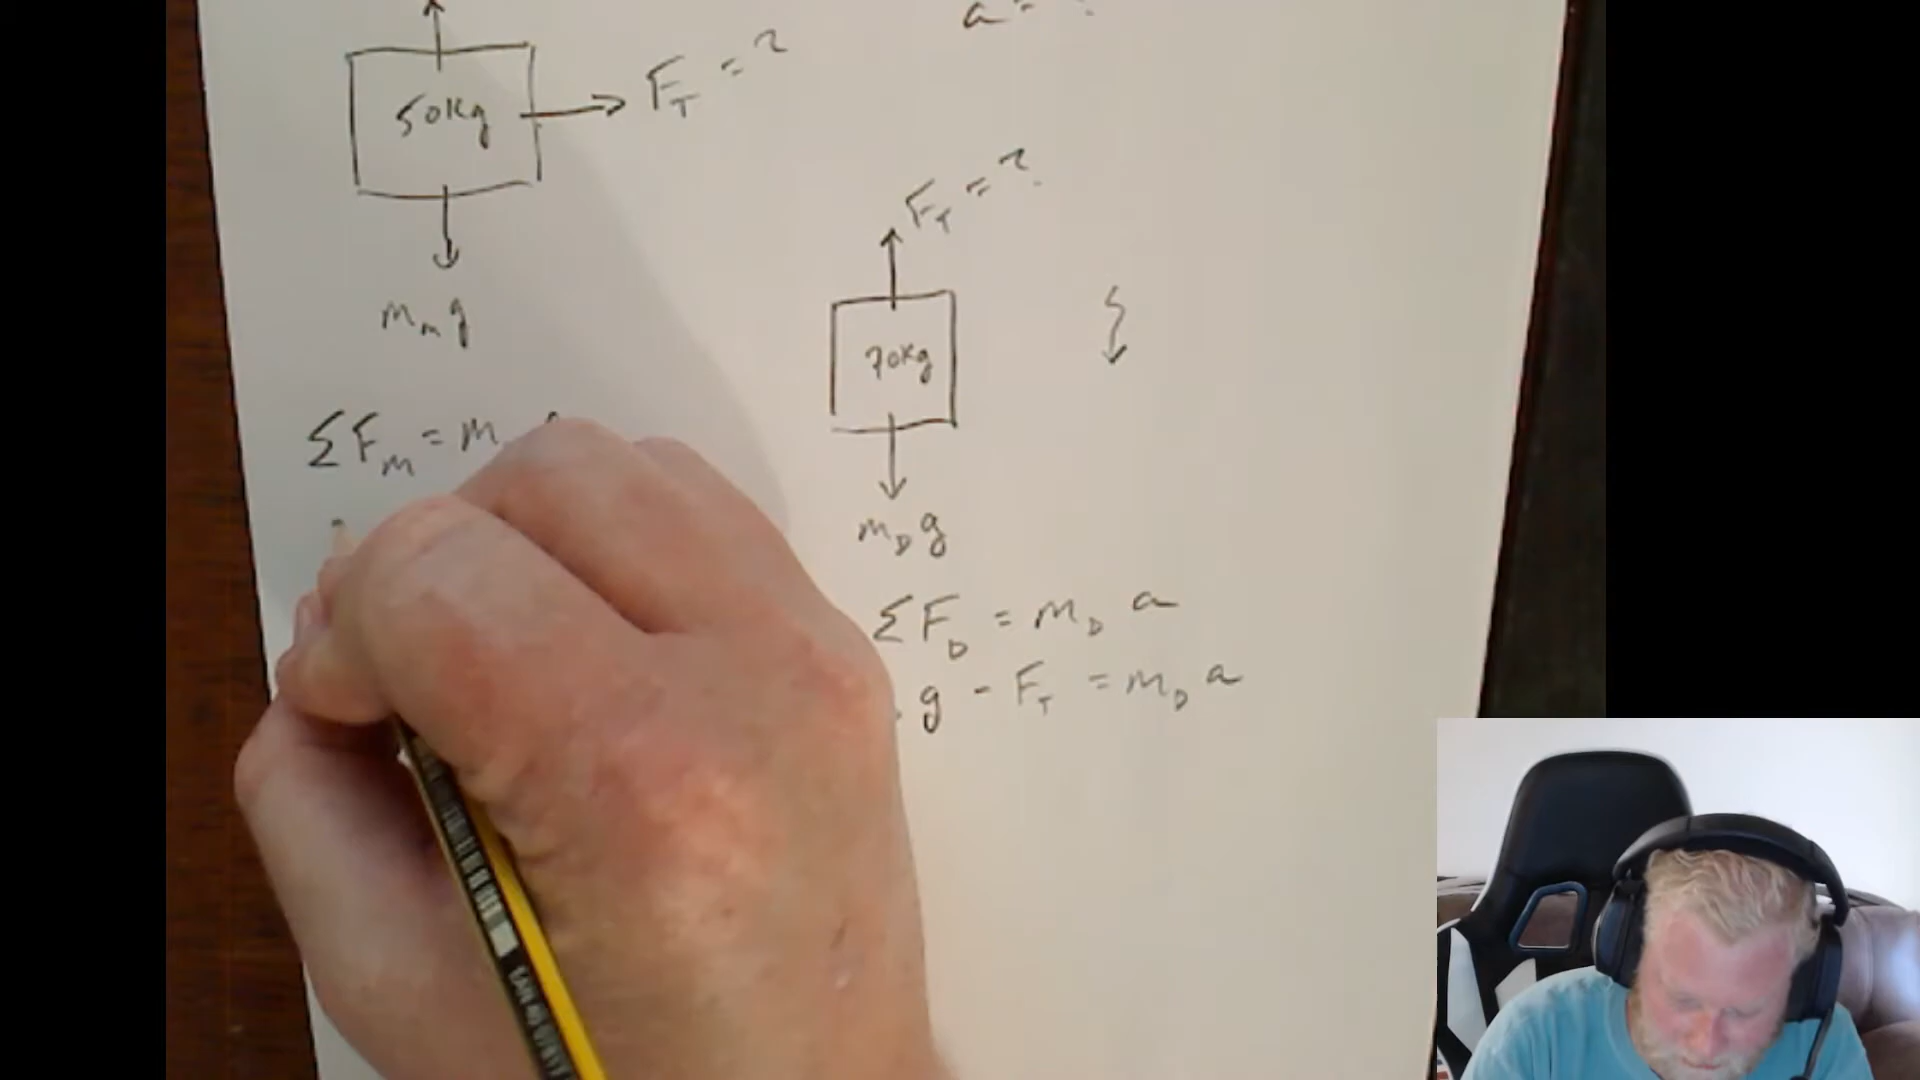 a = ?
50kg
F_T = ?
F_T = ?
m_m g
70kg
ΣF_m = m
m_D g
ΣF_D = m_D a
g - F_T = m_D a